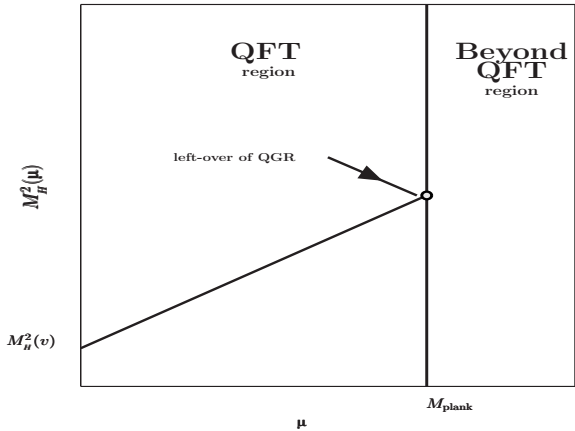 QFT
region
Beyond
QFT
region
left-over of QGR
M_H^2(μ)
M_H^2(v)
M_plank
μ